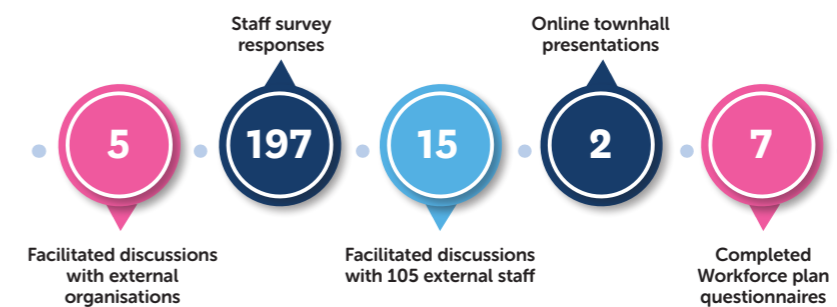 Staff survey
responses
Online townhall
presentations
5
197
15
2
7
Facilitated discussions
with external
organisations
Facilitated discussions
with 105 external staff
Completed
Workforce plan
questionnaires